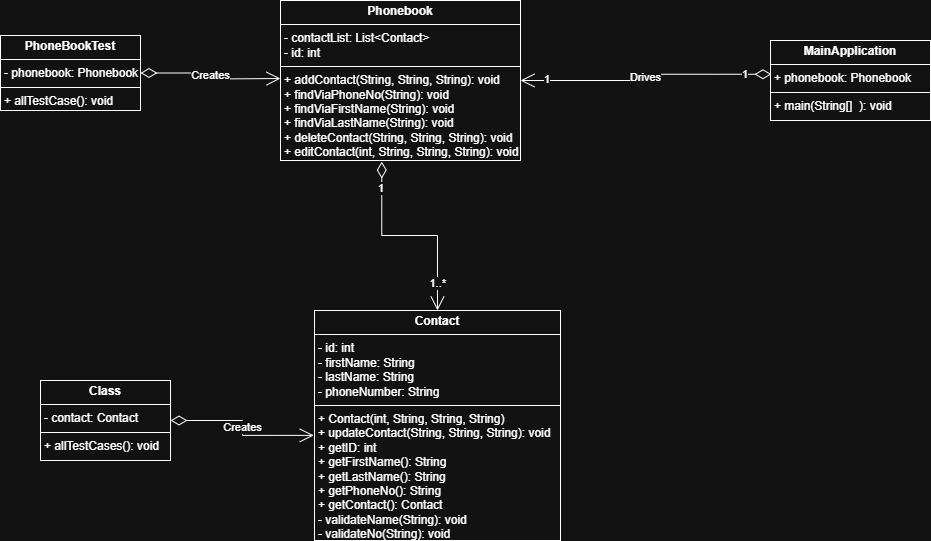 Phonebook
- contactList: List<Contact>
- id: int
+ addContact(String, String, String): void
+ findViaPhoneNo(String): void
+ findViaFirstName(String): void
+ findViaLastName(String): void
+ deleteContact(String, String, String): void
+ editContact(int, String, String, String): void
PhoneBookTest
- phonebook: Phonebook
+ allTestCase(): void
Creates
1
Drives
1
MainApplication
+ phonebook: Phonebook
+ main(String[] ): void
1
1..*
Contact
- id: int
- firstName: String
- lastName: String
- phoneNumber: String
+ Contact(int, String, String, String)
+ updateContact(String, String, String): void
+ getID: int
+ getFirstName(): String
+ getLastName(): String
+ getPhoneNo(): String
+ getContact(): Contact
- validateName(String): void
- validateNo(String): void
Class
- contact: Contact
+ allTestCases(): void
Creates